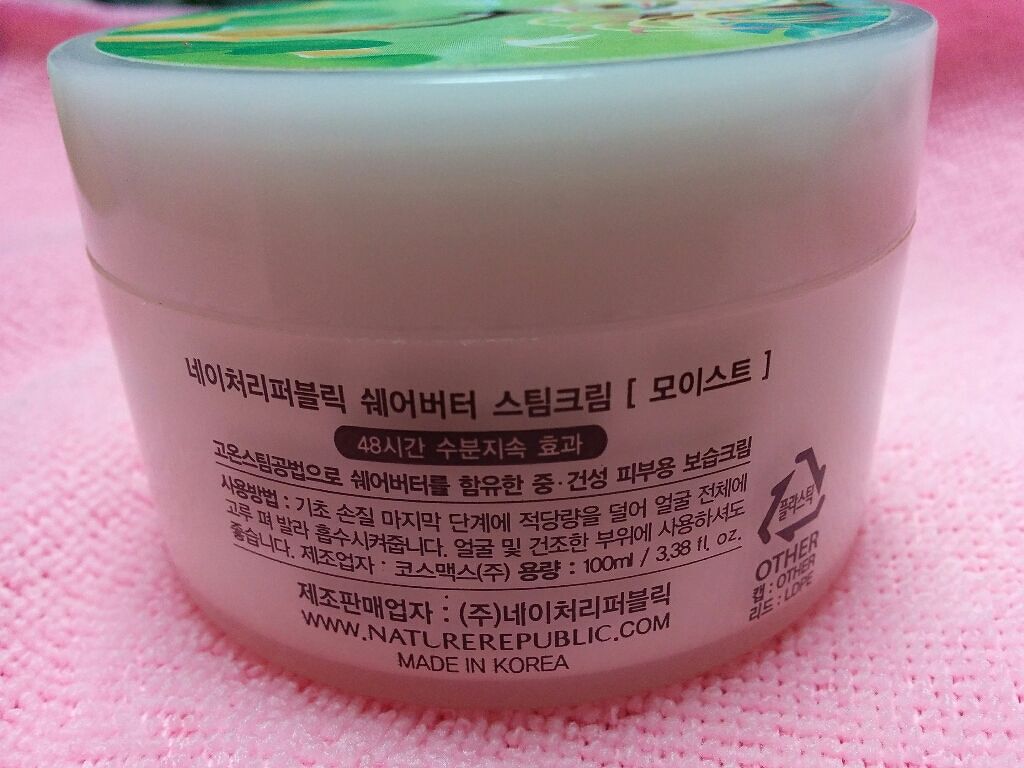 네이처리퍼블릭 쉐어버터 스팀크림 [ 모이스트 ]
48시간 수분지속 효과
고온스팀공법으로 쉐어버터를 함유한 중·건성 피부용 보습크림
사용방법 : 기초 손질 마지막 단계에 적당량을 덜어 얼굴 전체에
고루 펴 발라 흡수시켜줍니다. 얼굴 및 건조한 부위에 사용하셔도
좋습니다. 제조업자 : 코스맥스(주) 용량 : 100ml / 3.38 fl. oz.
제조판매업자 : (주)네이처리퍼블릭
WWW.NATUREREPUBLIC.COM
MADE IN KOREA
플라스틱
OTHER
캡 : OTHER
리드 : LDPE